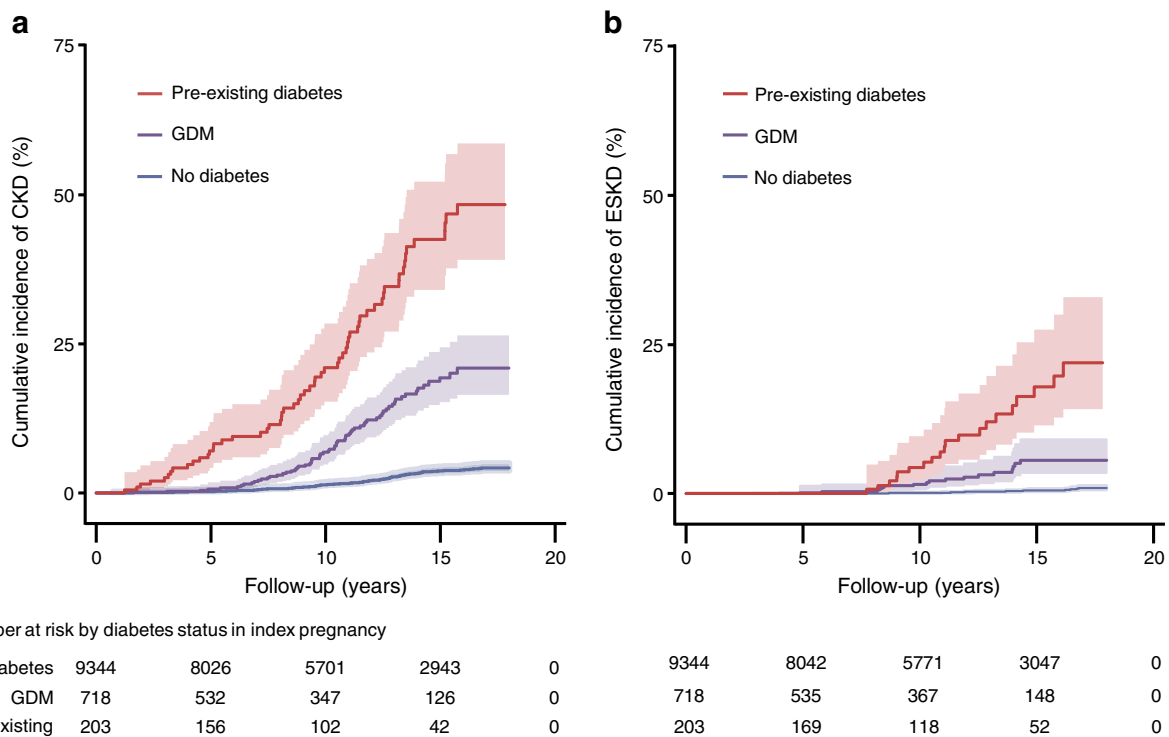 a
75
50
25
0
Cumulative incidence of CKD (%)
Pre-existing diabetes
GDM
No diabetes
0 5 10 15 20
Follow-up (years)
b
75
50
25
0
Cumulative incidence of ESKD (%)
Pre-existing diabetes
GDM
No diabetes
0 5 10 15 20
Follow-up (years)
per at risk by diabetes status in index pregnancy
abetes 9344 8026 5701 2943 0 9344 8042 5771 3047 0
GDM 718 532 347 126 0 718 535 367 148 0
xisting 203 156 102 42 0 203 169 118 52 0